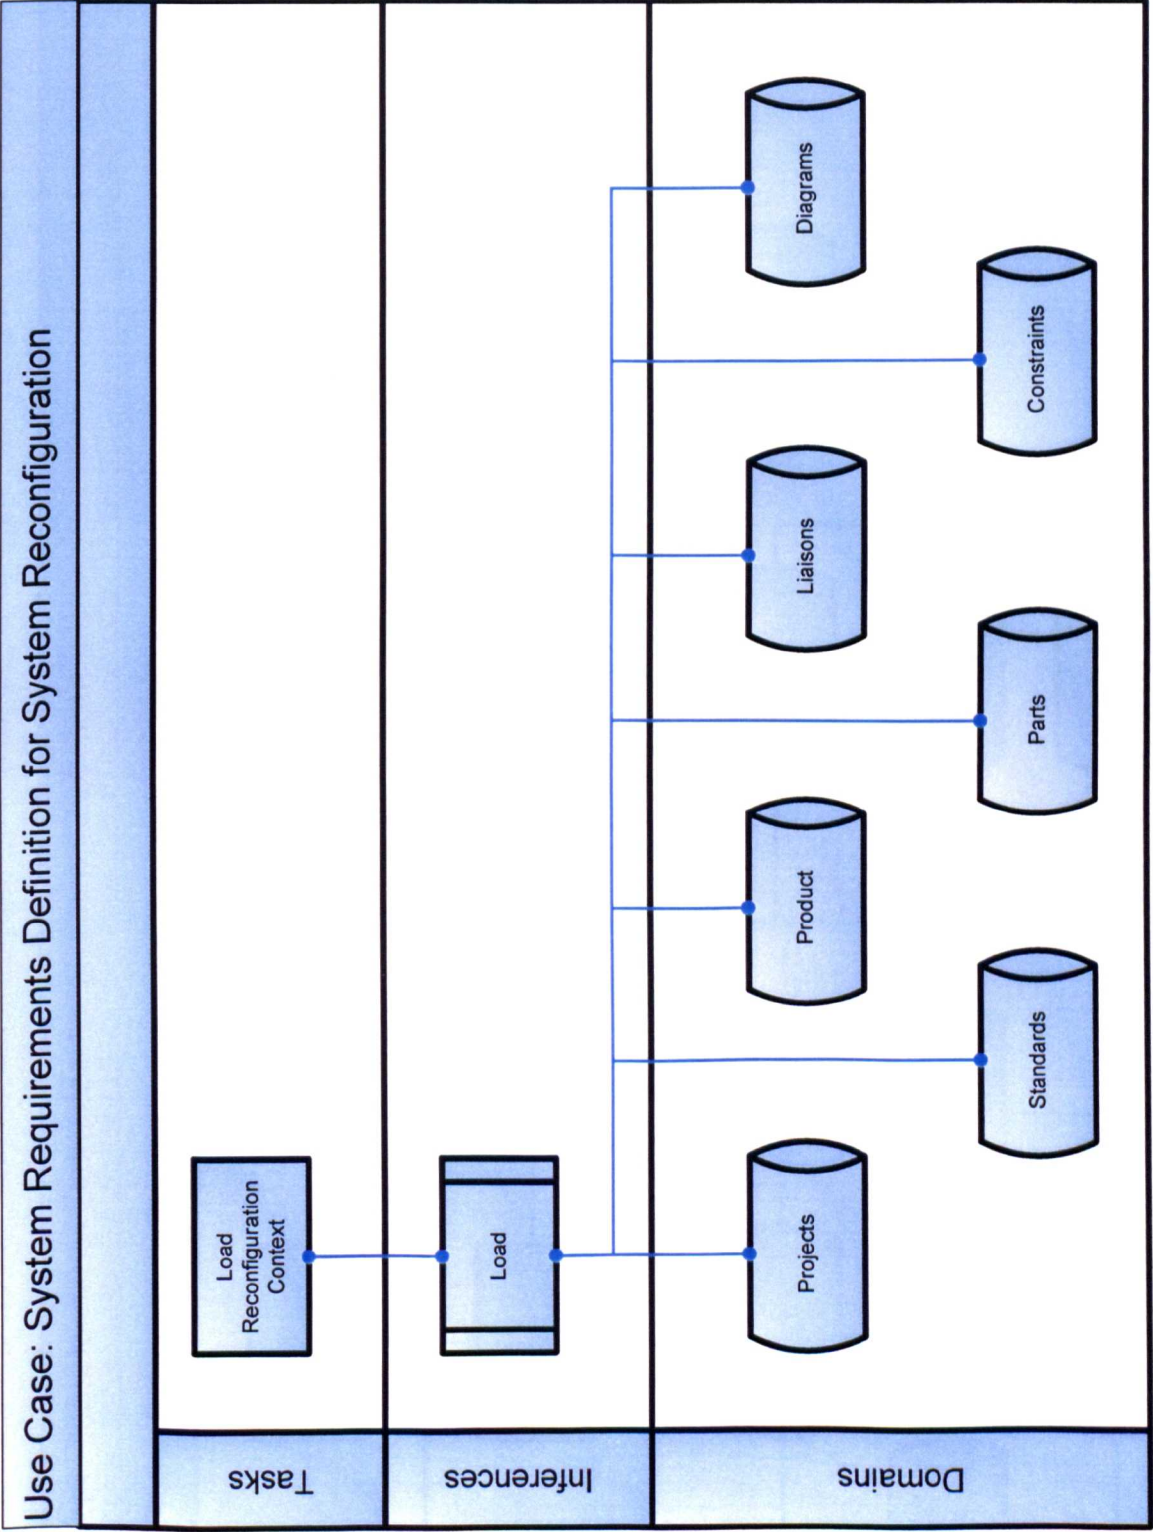 Use Case: System Requirements Definition for System Reconfiguration
Tasks
Load
Reconfiguration
Context
Inferences
Load
Domains
Projects
Product
Liaisons
Diagrams
Standards
Parts
Constraints